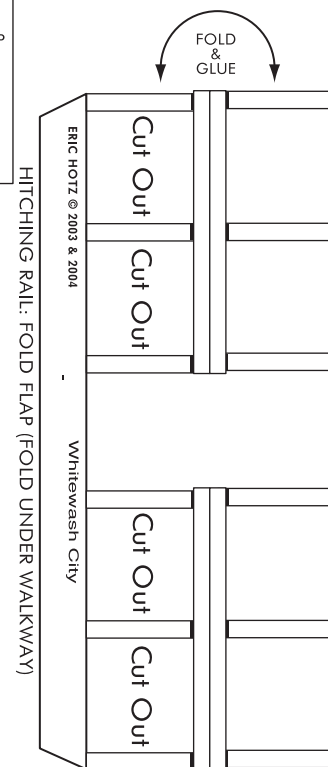 FOLD
&
GLUE
Cut Out
Cut Out
Cut Out
Cut Out
ERIC HOTZ © 2003 & 2004 - Whitewash City
HITCHING RAIL: FOLD FLAP (FOLD UNDER WALKWAY)